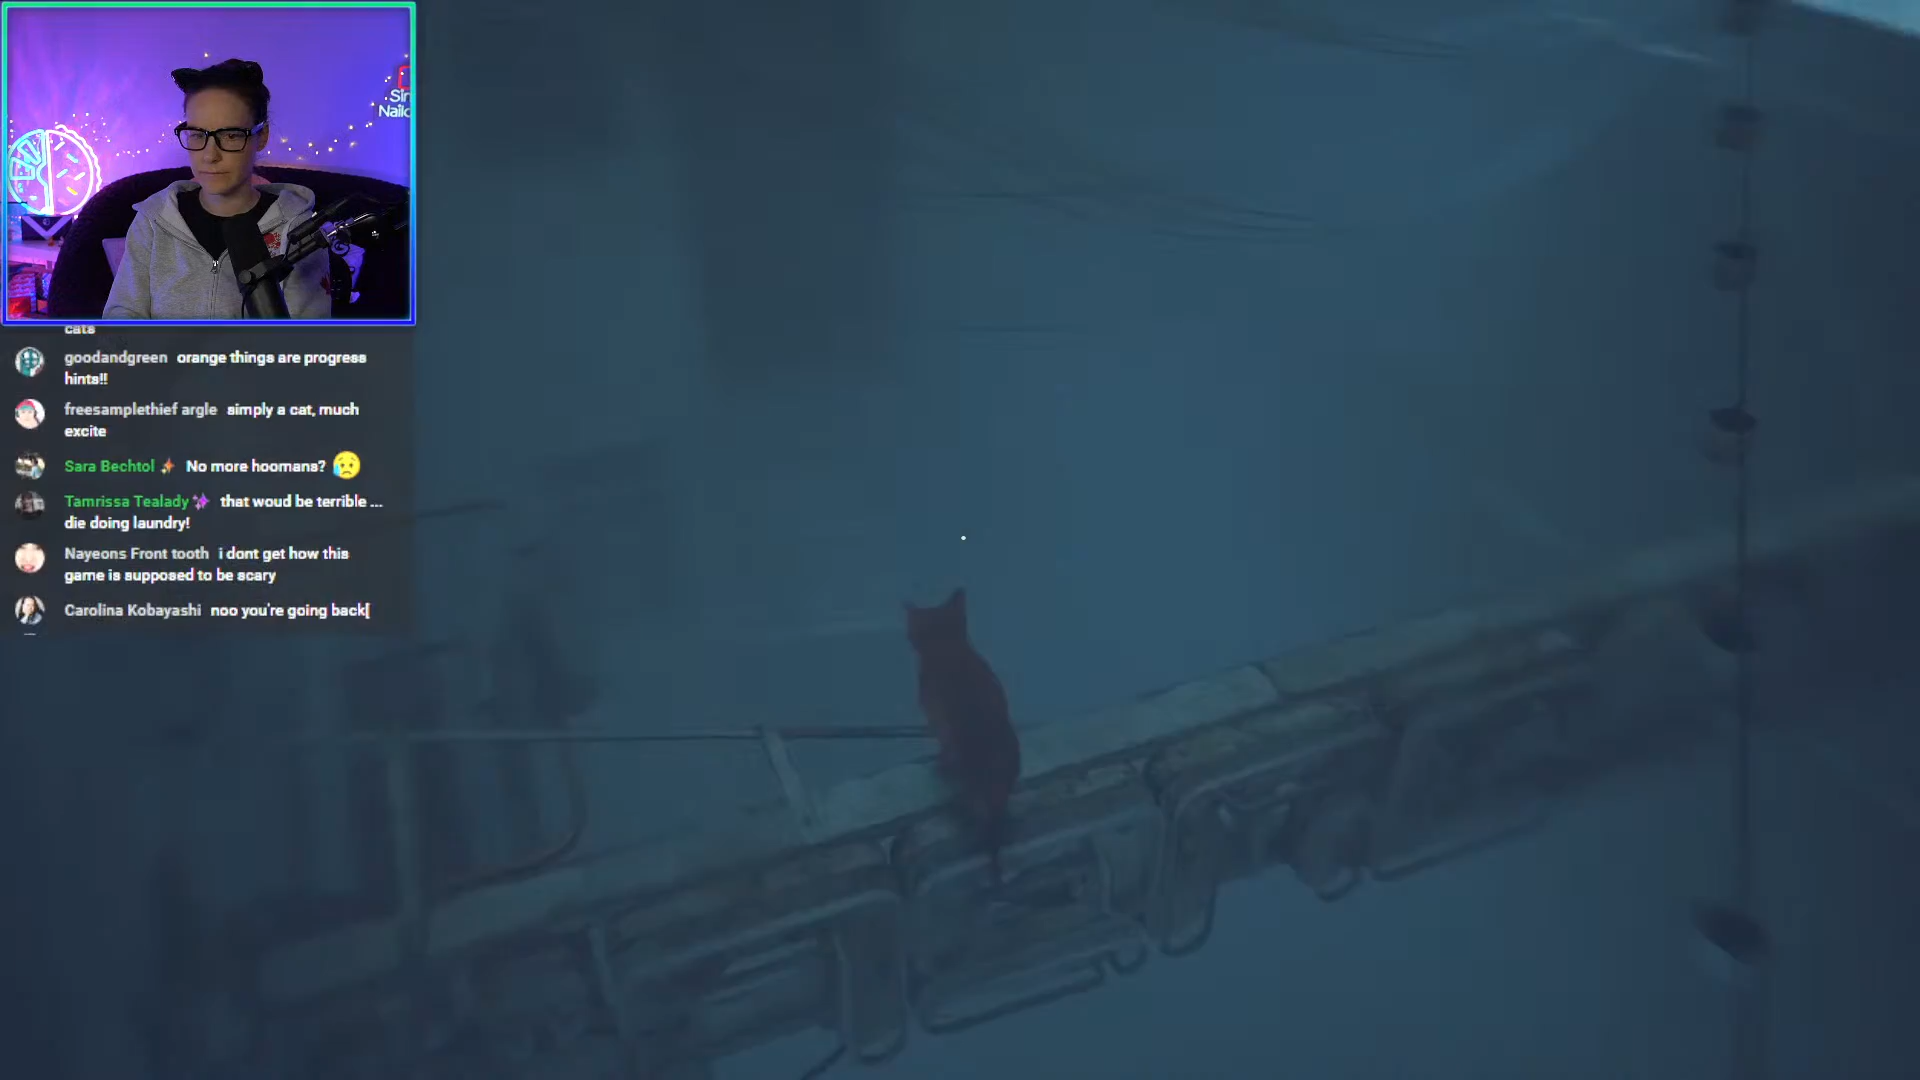 cats
goodandgreen orange things are progress
hints!!
freesamplethief argle simply a cat, much
excite
Sara Bechtol No more hoomans?
Tamrissa Tealady that woud be terrible ...
die doing laundry!
Nayeons Front tooth i dont get how this
game is supposed to be scary
Carolina Kobayashi noo you're going back[